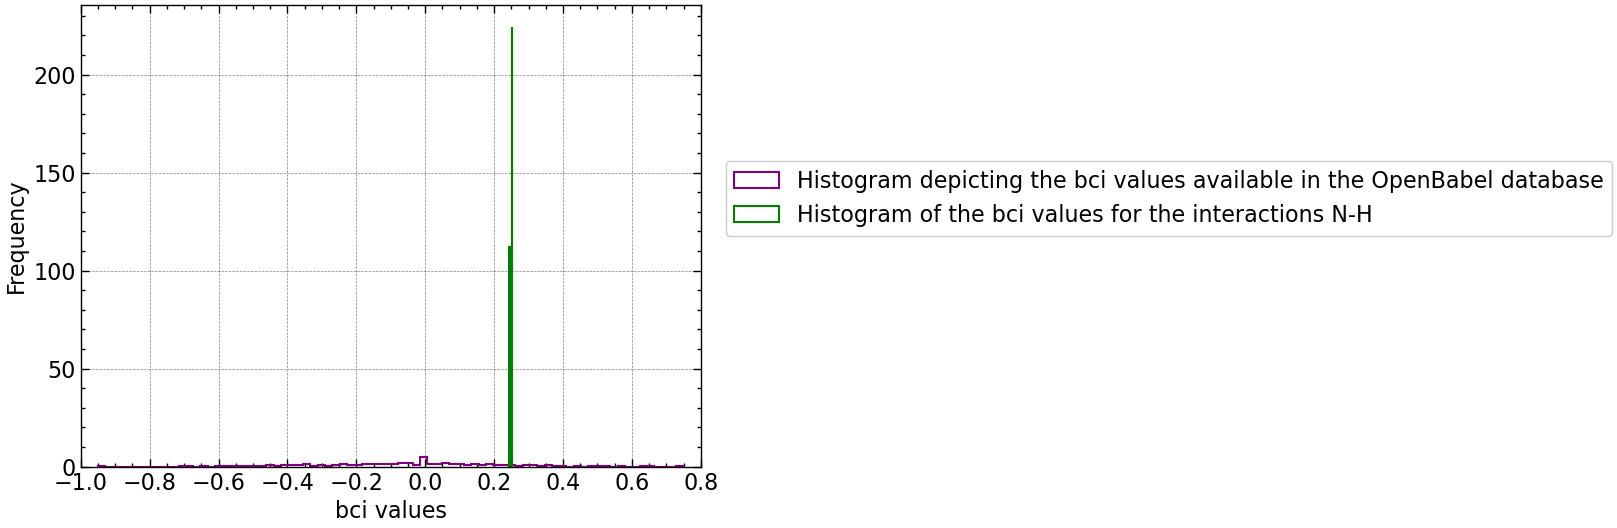 200
150
100
50
0
−1.0 −0.8 −0.6 −0.4 −0.2 0.0 0.2 0.4 0.6 0.8
bci values
Frequency
Histogram depicting the bci values available in the OpenBabel database
Histogram of the bci values for the interactions N-H